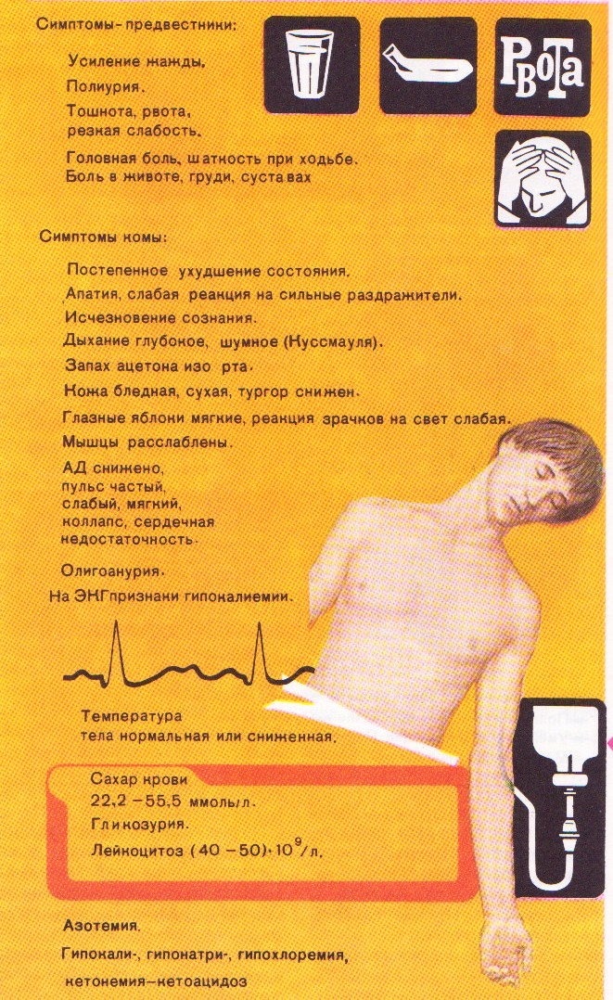 Симптомы-предвестники:
Рвота
Усиление жажды.
Полиурия.
Тошнота, рвота,
резкая слабость.
Головная боль, шаткость при ходьбе.
Боль в животе, груди, суставах
Симптомы комы:
Постепенное ухудшение состояния.
Апатия, слабая реакция на сильные раздражители.
Исчезновение сознания.
Дыхание глубокое, шумное (Куссмауля).
Запах ацетона изо рта.
Кожа бледная, сухая, тургор снижен.
Глазные яблоки мягкие, реакция зрачков на свет слабая.
Мышцы расслаблены.
АД снижено,
пульс частый,
слабый, мягкий,
коллапс, сердечная
недостаточность.
Олигоанурия.
На ЭКГ признаки гипокалиемии.
Температура
тела нормальная или сниженная.
Сахар крови
22,2 – 55,5 ммоль/л.
Гликозурия.
Лейкоцитоз (40 – 50)·10⁹/л.
Азотемия.
Гипокали-, гипонатри-, гипохлоремия,
кетонемия–кетоацидоз